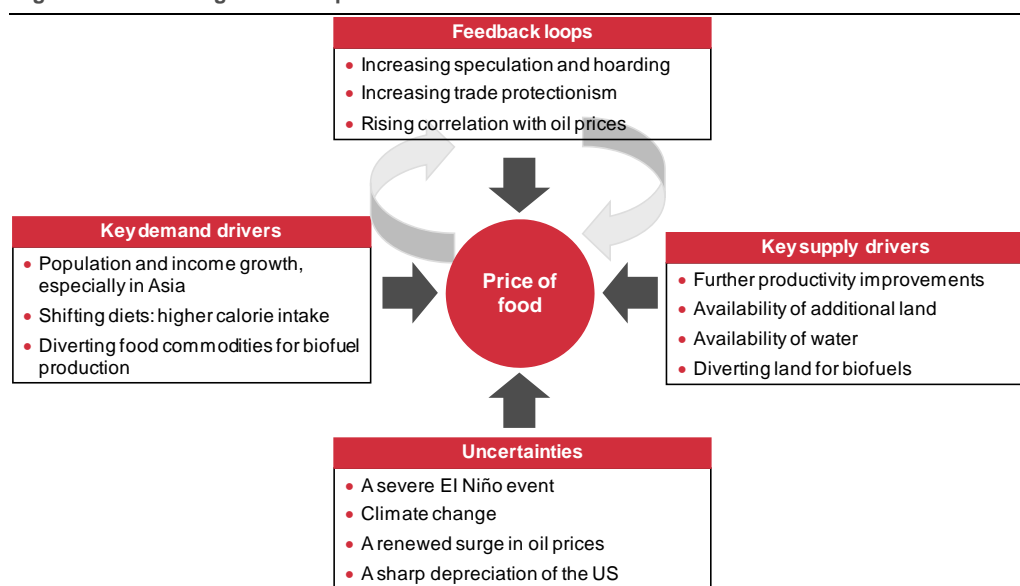 Feedback loops
• Increasing speculation and hoarding
• Increasing trade protectionism
• Rising correlation with oil prices
Key demand drivers
• Population and income growth,
especially in Asia
• Shifting diets: higher calorie intake
• Diverting food commodities for biofuel
production
Price of
food
Key supply drivers
• Further productivity improvements
• Availability of additional land
• Availability of water
• Diverting land for biofuels
Uncertainties
• A severe El Niño event
• Climate change
• A renewed surge in oil prices
• A sharp depreciation of the US